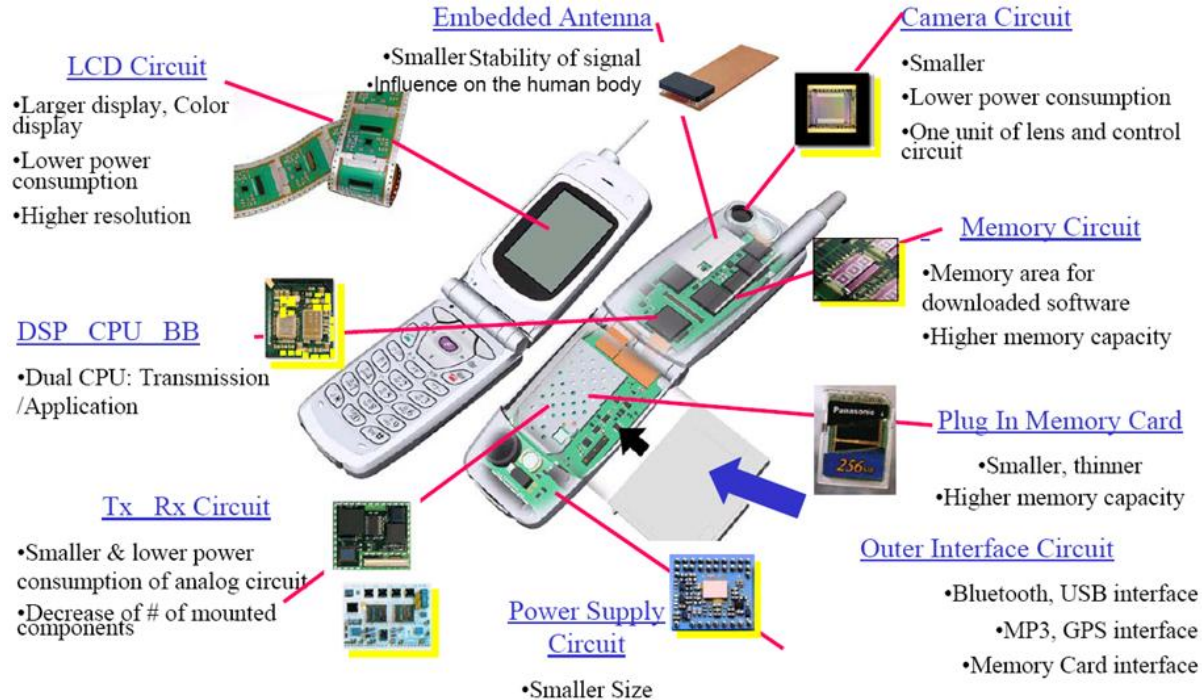 Embedded Antenna
•Smaller Stability of signal
•Influence on the human body
Camera Circuit
•Smaller
•Lower power consumption
•One unit of lens and control
circuit
LCD Circuit
•Larger display, Color
display
•Lower power
consumption
•Higher resolution
Memory Circuit
•Memory area for
downloaded software
•Higher memory capacity
DSP CPU BB
•Dual CPU: Transmission
/Application
Panasonic
256MB
Plug In Memory Card
•Smaller, thinner
•Higher memory capacity
Tx Rx Circuit
•Smaller & lower power
consumption of analog circuit
•Decrease of # of mounted
components
Power Supply
Circuit
•Smaller Size
Outer Interface Circuit
•Bluetooth, USB interface
•MP3, GPS interface
•Memory Card interface